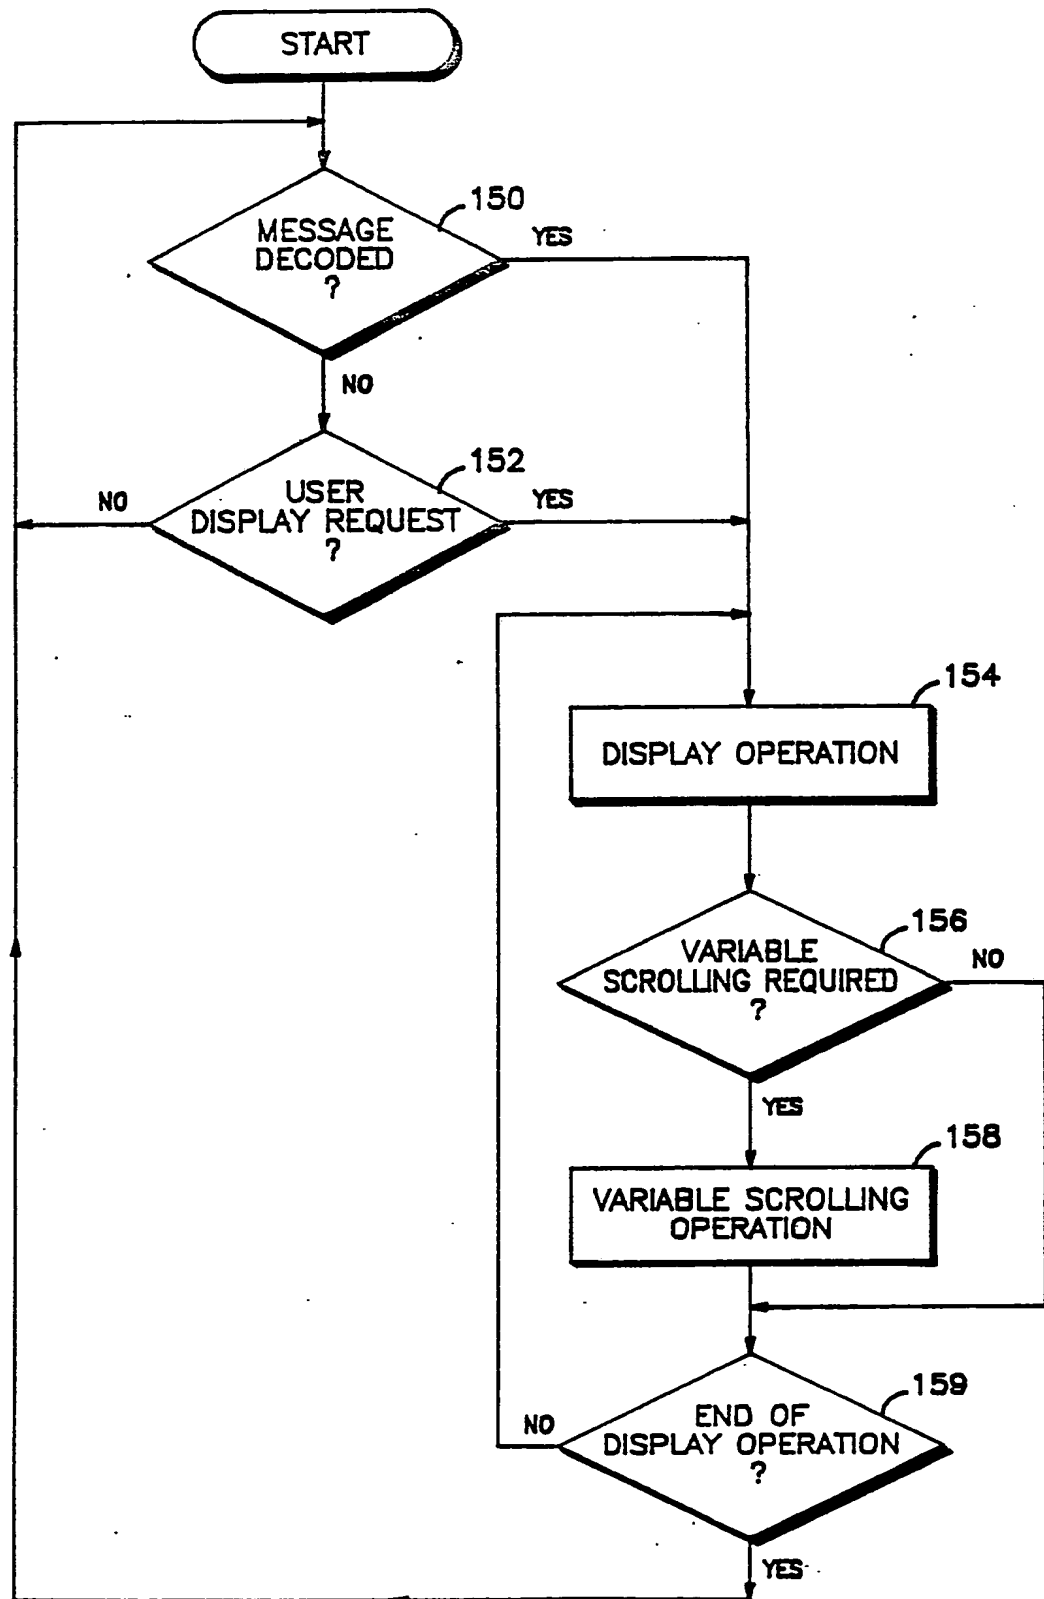 START
150
MESSAGE
DECODED
?
YES
NO
152
USER
DISPLAY REQUEST
?
NO
YES
154
DISPLAY OPERATION
156
VARIABLE
SCROLLING REQUIRED
?
NO
YES
158
VARIABLE SCROLLING
OPERATION
159
END OF
DISPLAY OPERATION
?
NO
YES